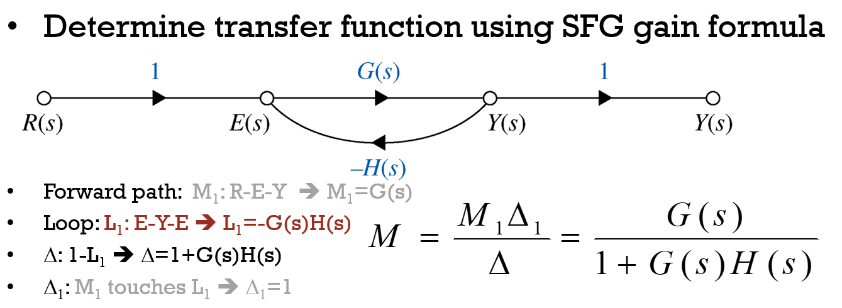 • Determine transfer function using SFG gain formula
1 G(s) 1
R(s) E(s) Y(s) Y(s)
–H(s)
• Forward path: M₁: R-E-Y ➔ M₁=G(s)
• Loop: L₁: E-Y-E ➔ L₁=-G(s)H(s)
• Δ: 1-L₁ ➔ Δ=1+G(s)H(s)
• Δ₁: M₁ touches L₁ ➔ Δ₁=1
M = M₁Δ₁ / Δ = G(s) / 1 + G(s)H(s)